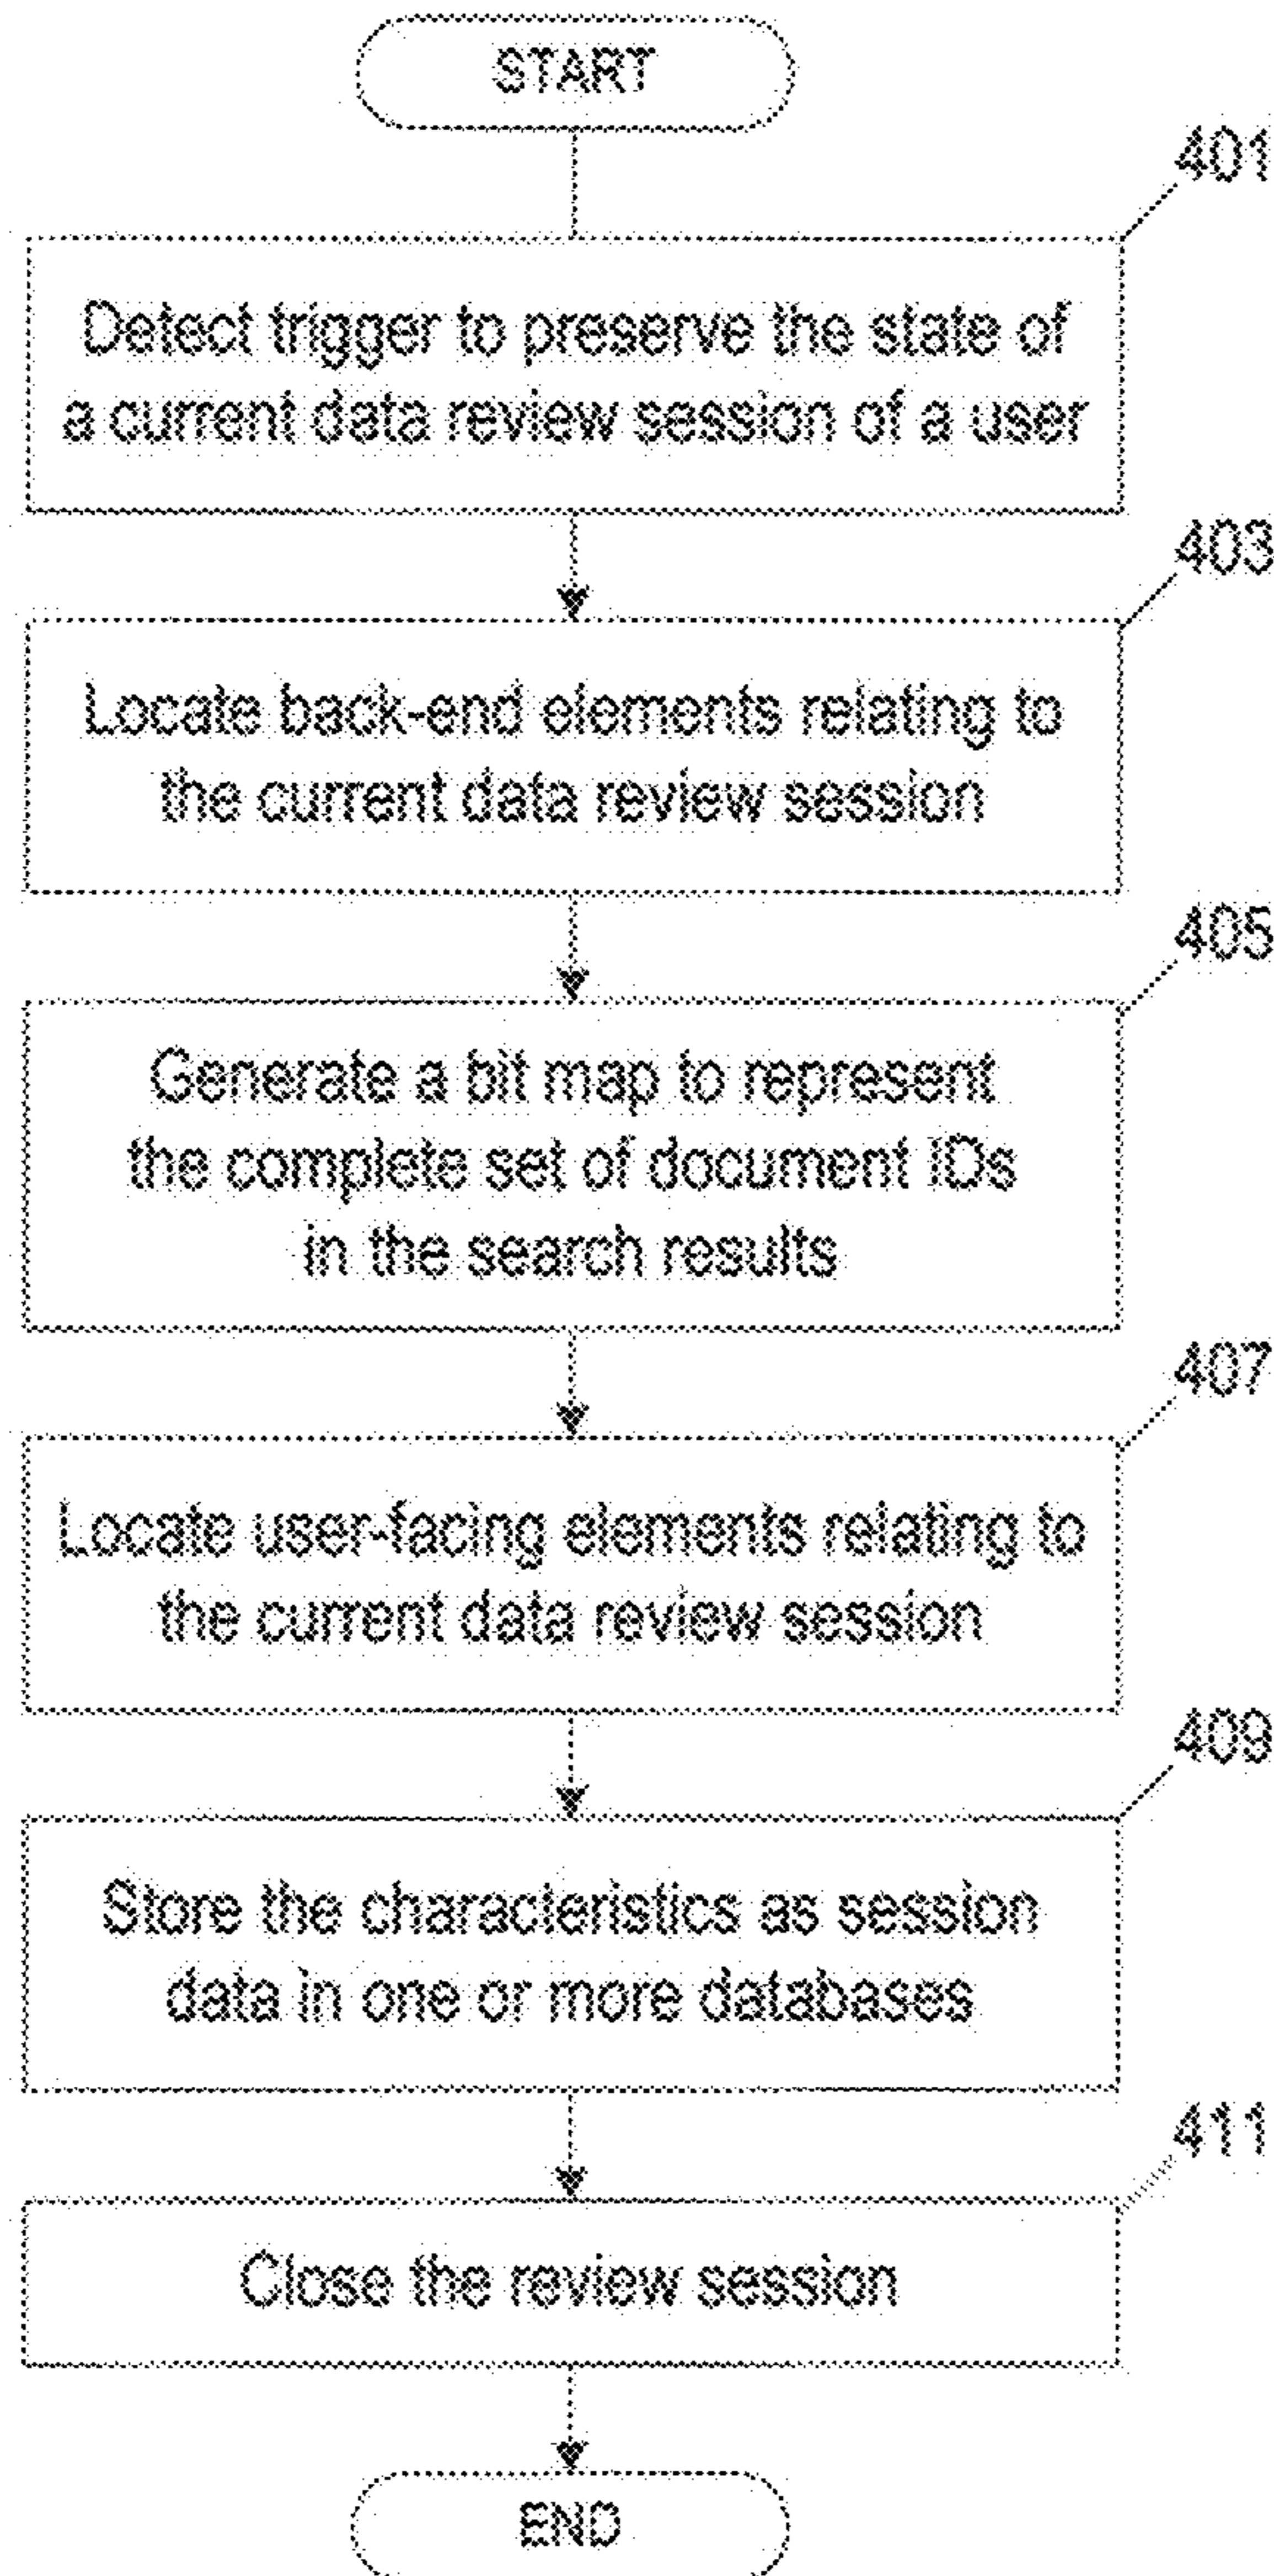 START
401
Detect trigger to preserve the state of
a current data review session of a user
403
Locate back-end elements relating to
the current data review session
405
Generate a bit map to represent
the complete set of document IDs
in the search results
407
Locate user-facing elements relating to
the current data review session
409
Store the characteristics as session
data in one or more databases
411
Close the review session
END